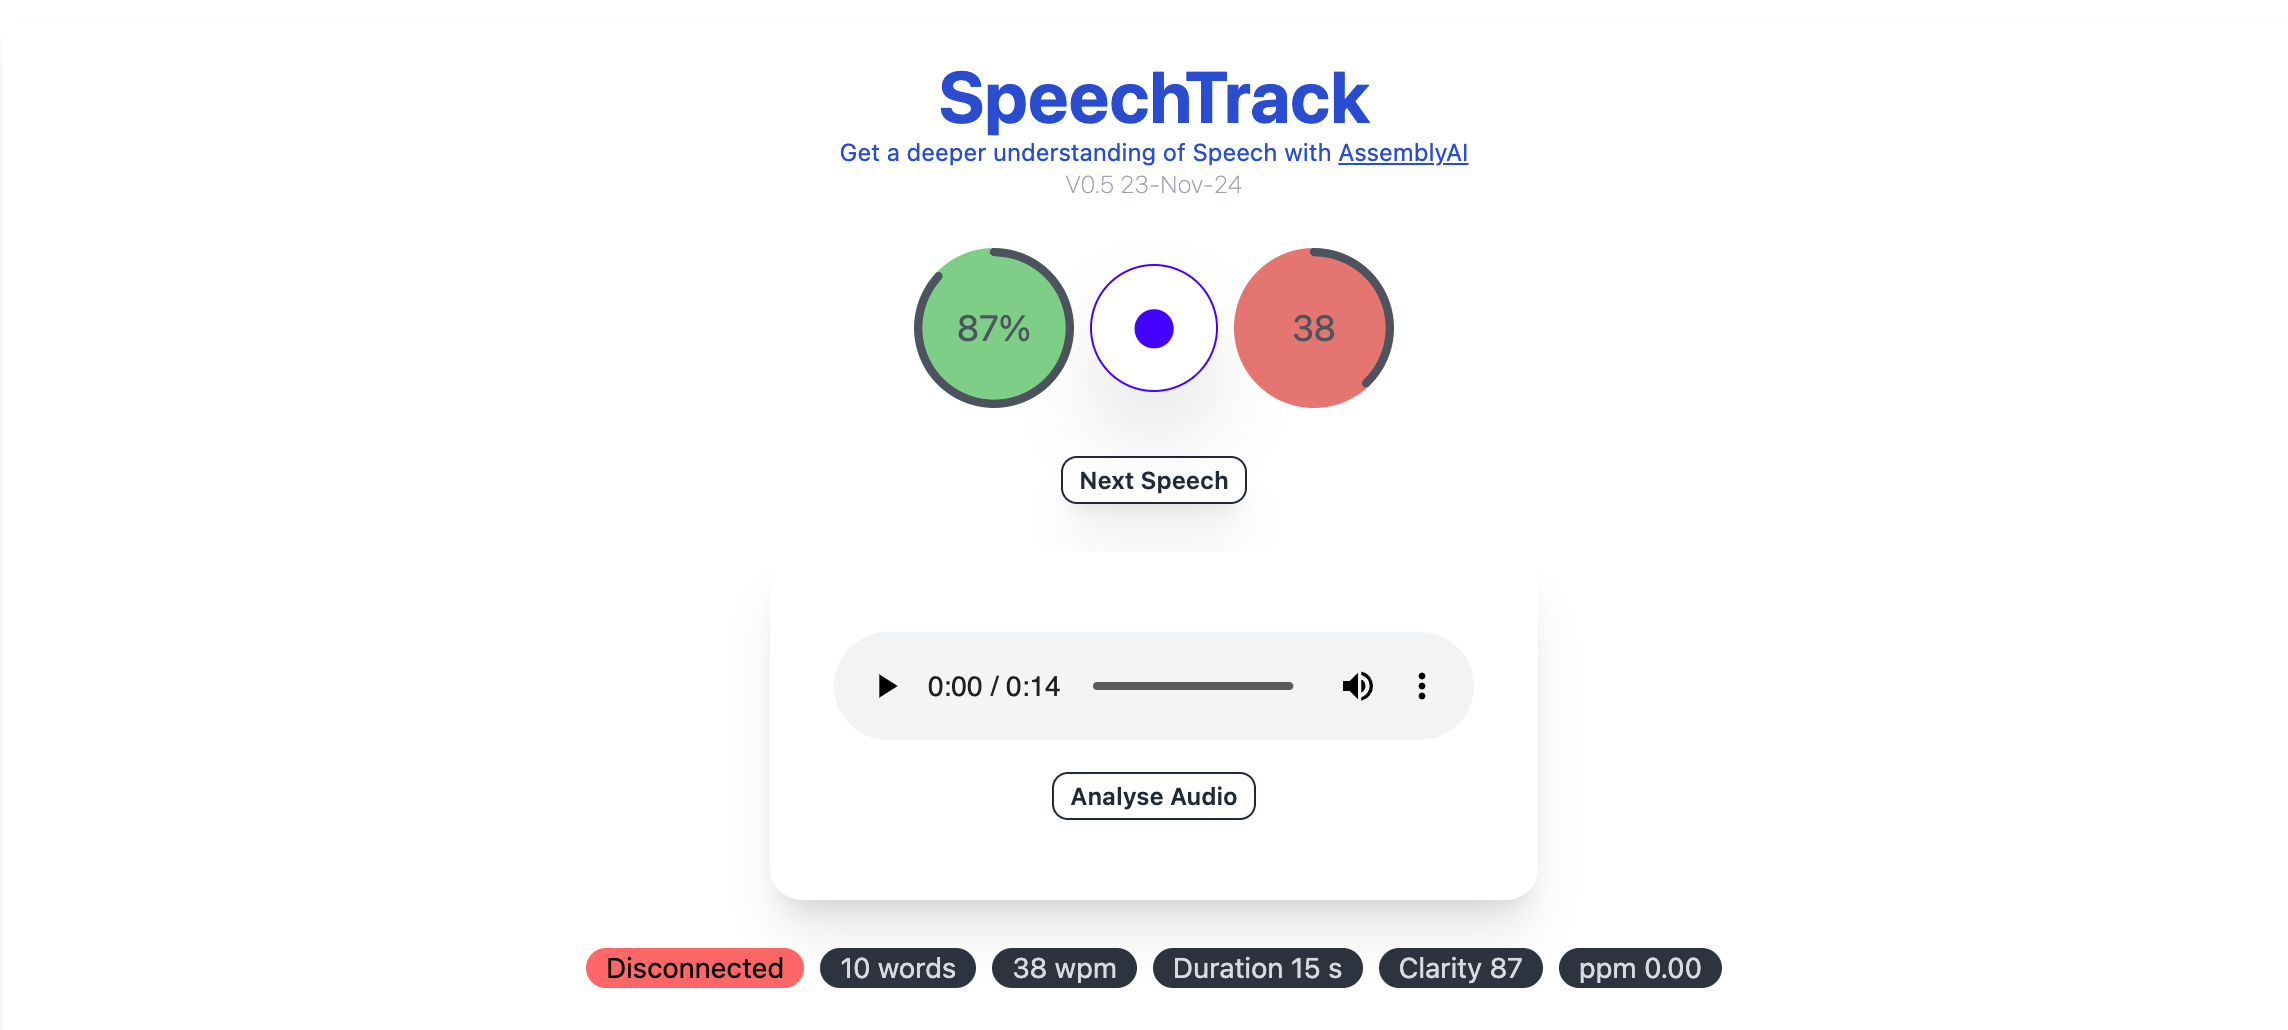 SpeechTrack
Get a deeper understanding of Speech with AssemblyAI
V0.5 23-Nov-24
87%
38
Next Speech
0:00 / 0:14
Analyse Audio
Disconnected 10 words 38 wpm Duration 15 s Clarity 87 ppm 0.00